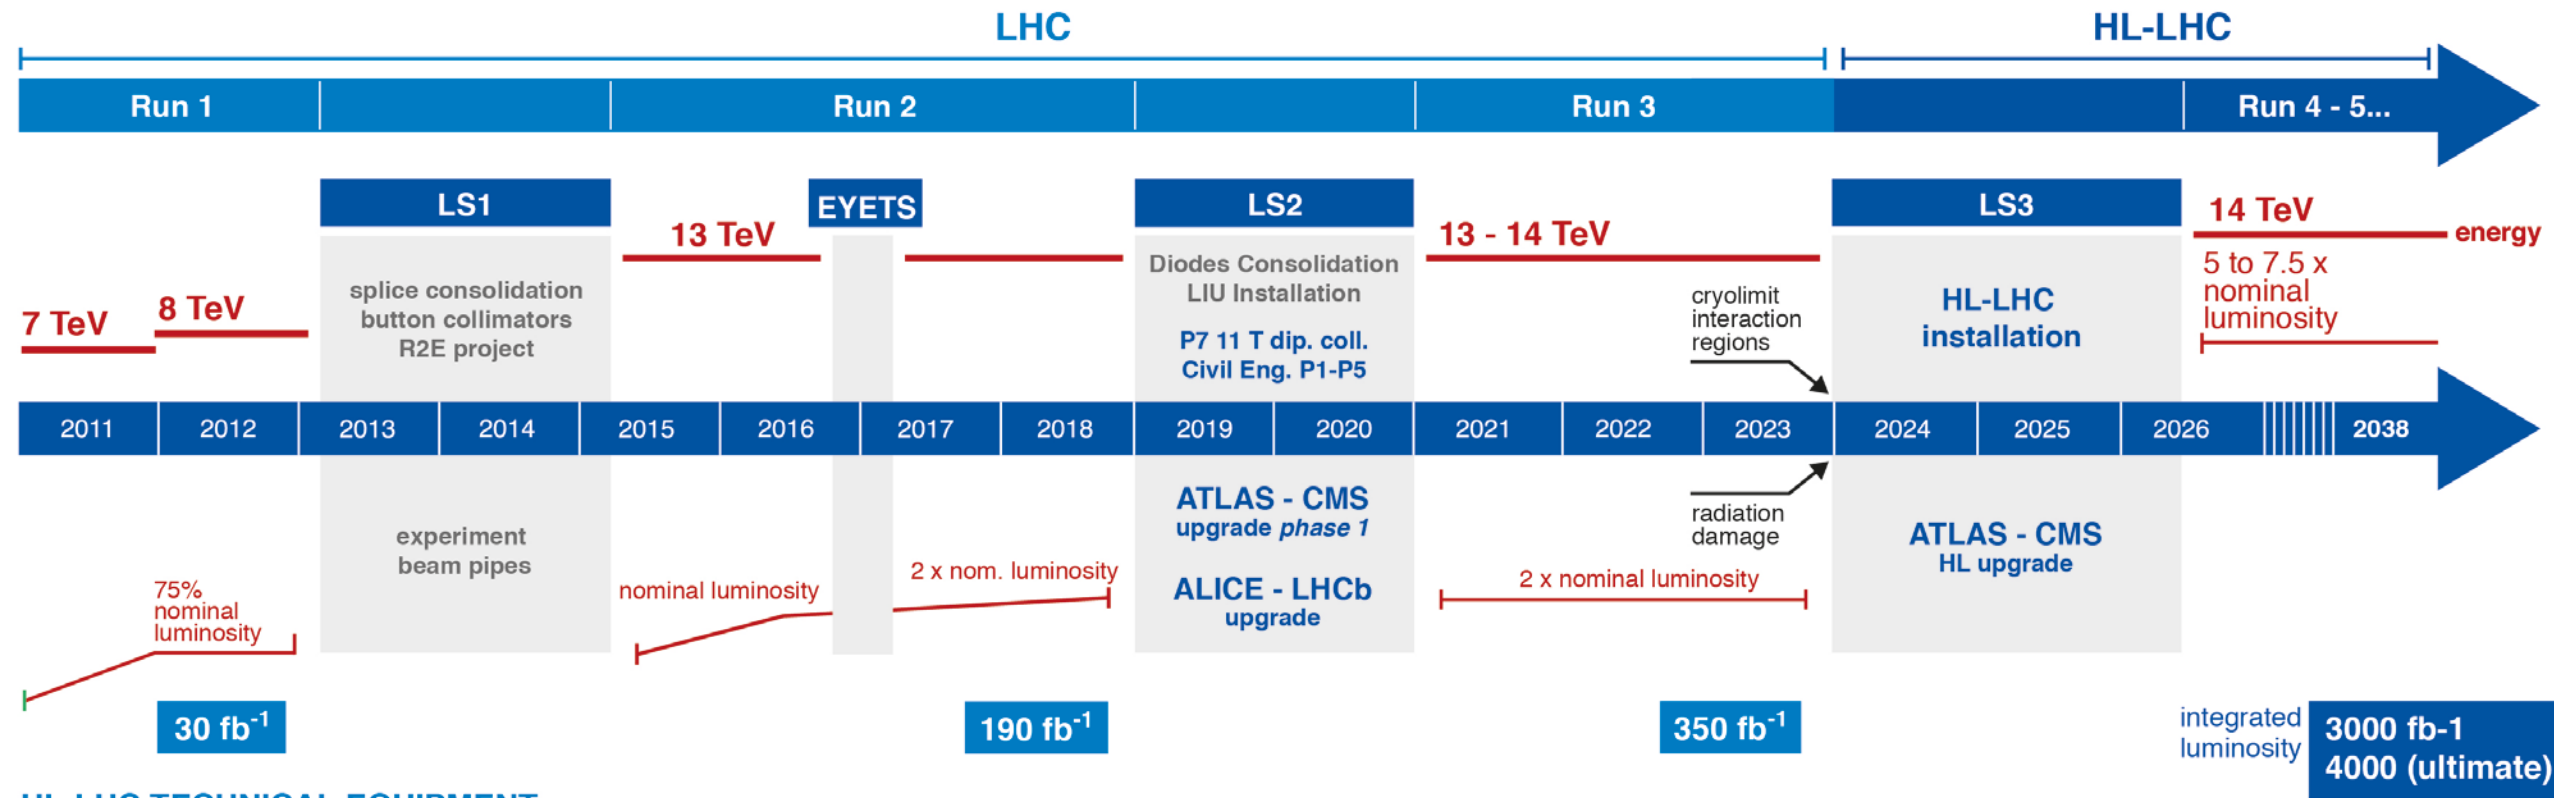 LHC
HL-LHC
Run 1
Run 2
Run 3
Run 4 - 5...
LS1
EYETS
LS2
LS3
7 TeV
8 TeV
13 TeV
13 - 14 TeV
14 TeV
energy
splice consolidation
button collimators
R2E project
Diodes Consolidation
LIU Installation
P7 11 T dip. coll.
Civil Eng. P1-P5
cryolimit
interaction
regions
HL-LHC
installation
5 to 7.5 x
nominal
luminosity
2011
2012
2013
2014
2015
2016
2017
2018
2019
2020
2021
2022
2023
2024
2025
2026
2038
75%
nominal
luminosity
experiment
beam pipes
nominal luminosity
2 x nom. luminosity
ATLAS - CMS
upgrade phase 1
ALICE - LHCb
upgrade
radiation
damage
2 x nominal luminosity
ATLAS - CMS
HL upgrade
30 fb-1
190 fb-1
350 fb-1
integrated
luminosity
3000 fb-1
4000 (ultimate)
HL-LHC TECHNICAL EQUIPMENT